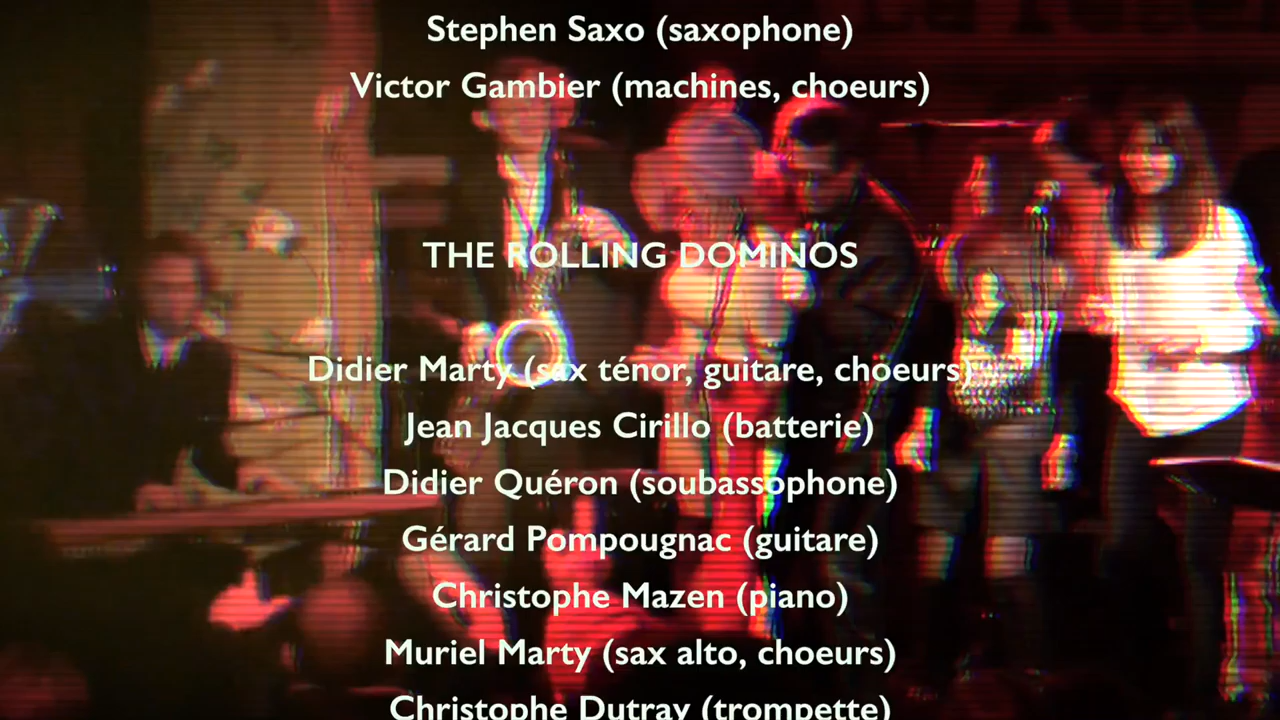 Stephen Saxo (saxophone)
Victor Gambier (machines, choeurs)
THE ROLLING DOMINOS
Didier Marty (sax ténor, guitare, choeurs)
Jean Jacques Cirillo (batterie)
Didier Quéron (soubassophone)
Gérard Pompougnac (guitare)
Christophe Mazen (piano)
Muriel Marty (sax alto, choeurs)
Christophe Dutray (trompette)